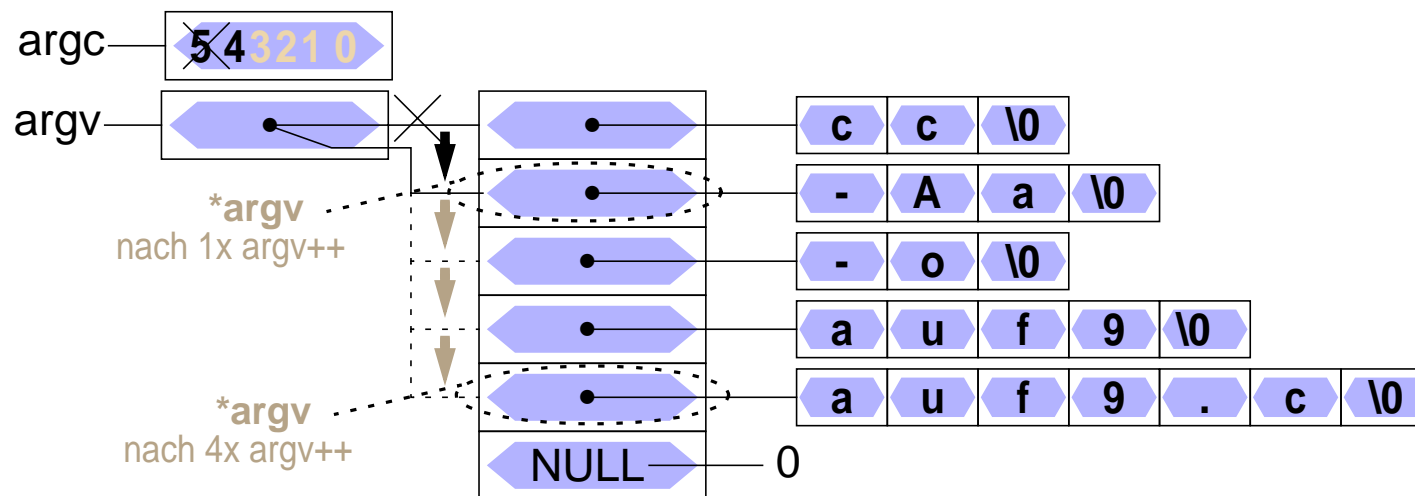 argc 5 4 3 2 1 0
argv c c \0
- A a \0
*argv
nach 1x argv++
- o \0
a u f 9 \0
a u f 9 . c \0
*argv
nach 4x argv++
NULL 0